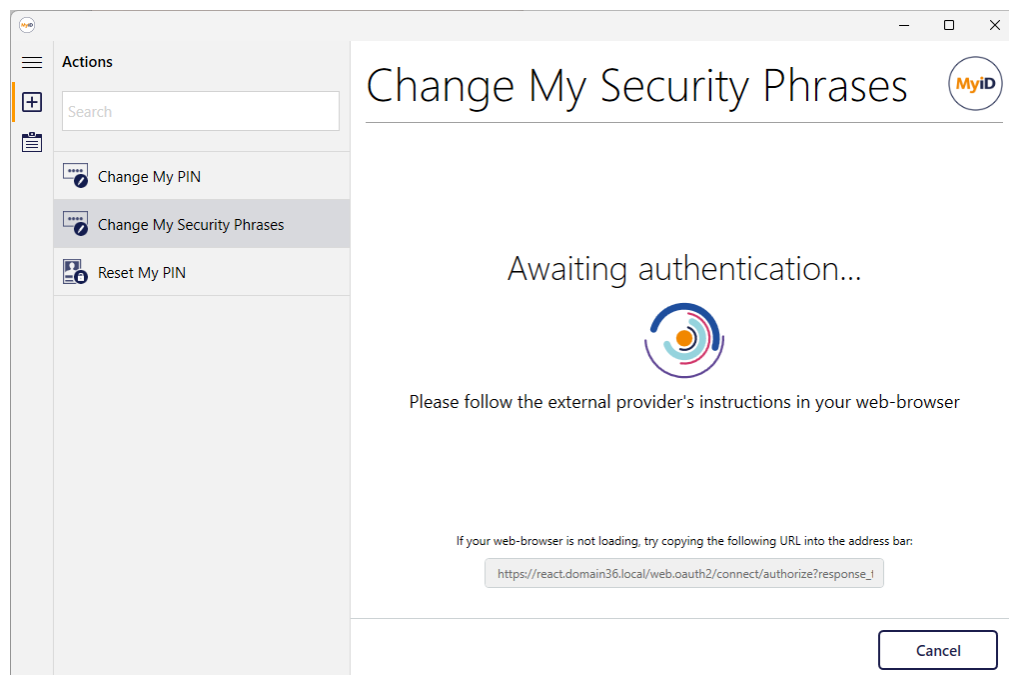 MyiD
Actions
Search
Change My PIN
Change My Security Phrases
Reset My PIN
Change My Security Phrases
MyiD
Awaiting authentication...
Please follow the external provider's instructions in your web-browser
If your web-browser is not loading, try copying the following URL into the address bar:
https://react.domain36.local/web.oauth2/connect/authorize?response_
Cancel